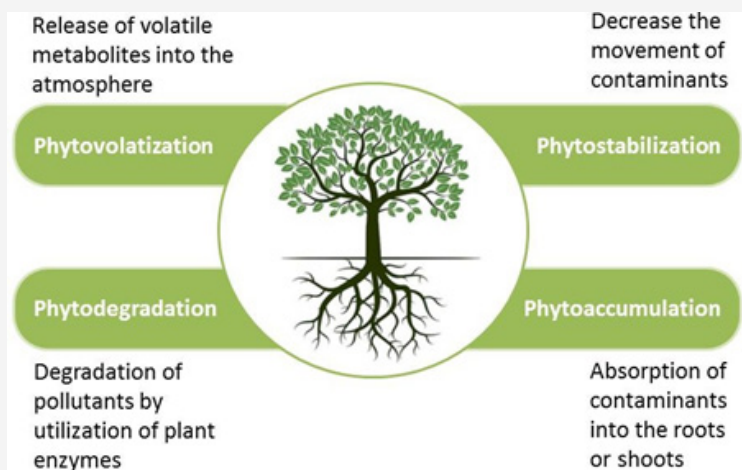 Release of volatile
metabolites into the
atmosphere
Phytovolatization
Decrease the
movement of
contaminants
Phytostabilization
Phytodegradation
Degradation of
pollutants by
utilization of plant
enzymes
Phytoaccumulation
Absorption of
contaminants
into the roots
or shoots